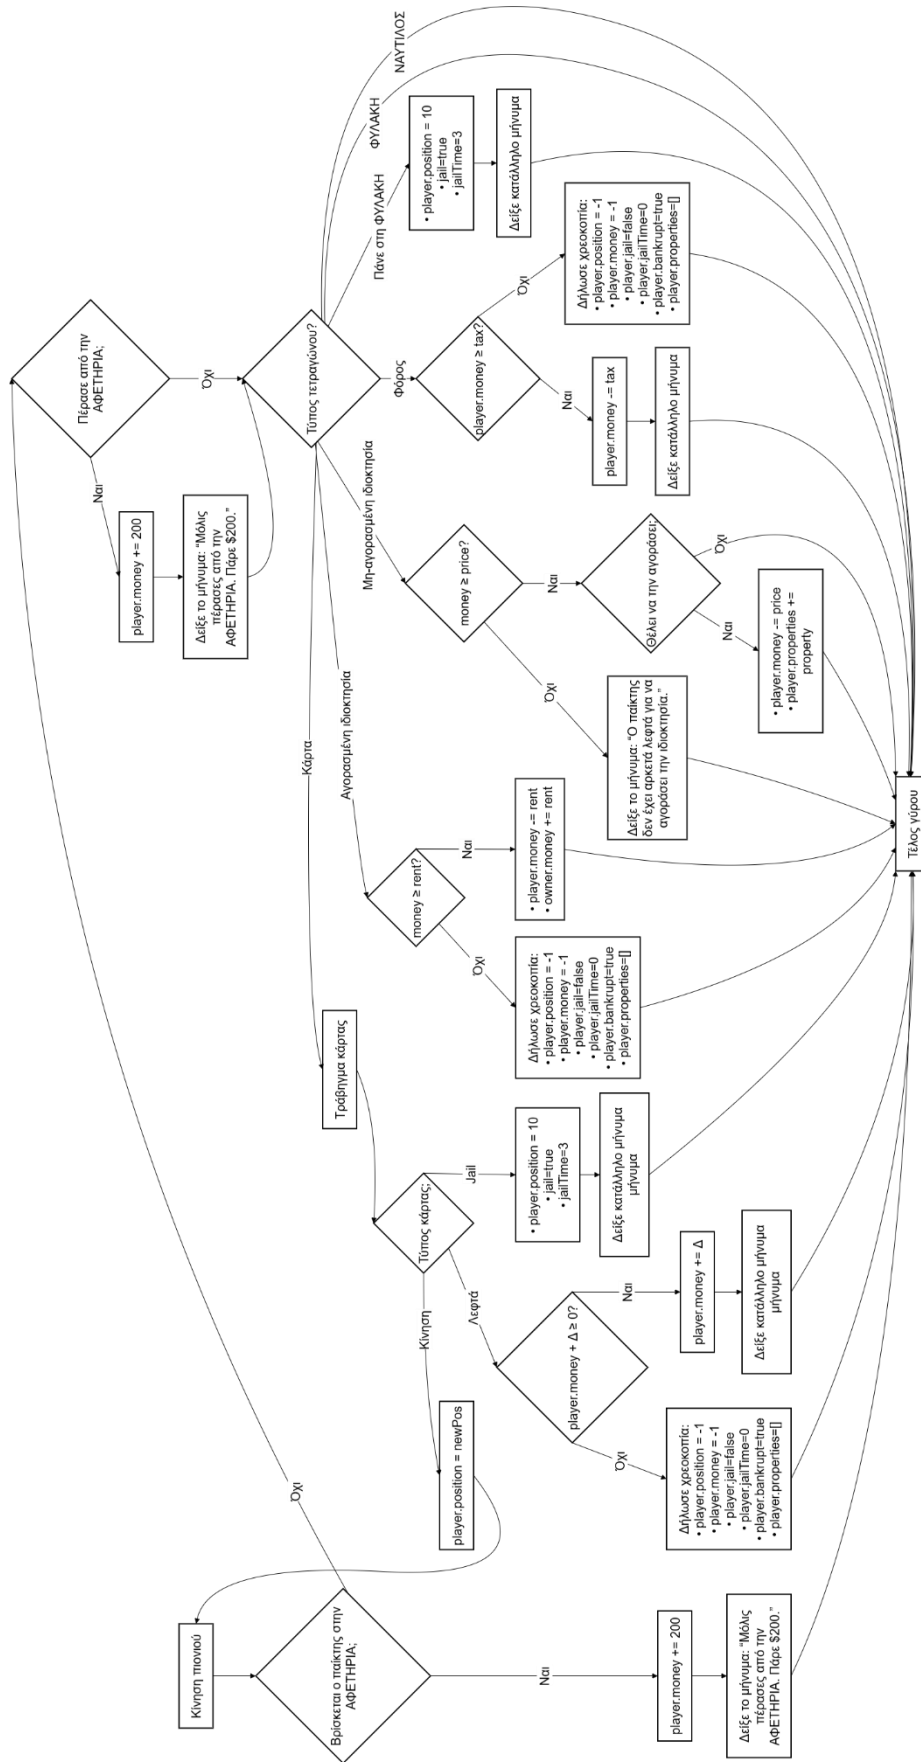 Κίνηση πιονιού
Βρίσκεται ο παίκτης στην
ΑΦΕΤΗΡΙΑ;
Όχι
Ναι
player.money += 200
Δείξε το μήνυμα: “Μόλις
πέρασες από την
ΑΦΕΤΗΡΙΑ. Πάρε $200.”
Πέρασε από την
ΑΦΕΤΗΡΙΑ;
Ναι
Όχι
player.money += 200
Δείξε το μήνυμα: “Μόλις
πέρασες από την
ΑΦΕΤΗΡΙΑ. Πάρε $200.”
Τύπος τετραγώνου?
Κάρτα
Αγορασμένη ιδιοκτησία
Μη-αγορασμένη ιδιοκτησία
Φόρος
Πάνε στη ΦΥΛΑΚΗ
ΦΥΛΑΚΗ
ΝΑΥΤΙΛΟΣ
Τράβηγμα κάρτας
Τύπος κάρτας;
Κίνηση
Λεφτά
Jail
player.position = newPos
player.money + Δ ≥ 0?
Όχι
Ναι
Δήλωσε χρεοκοπία:
• player.position = -1
• player.money = -1
• player.jail=false
• player.jailTime=0
• player.bankrupt=true
• player.properties=[]
player.money += Δ
Δείξε κατάλληλο μήνυμα
μήνυμα
• player.position = 10
• jail=true
• jailTime=3
Δείξε κατάλληλο μήνυμα
μήνυμα
money ≥ rent?
Όχι
Ναι
Δήλωσε χρεοκοπία:
• player.position = -1
• player.money = -1
• player.jail=false
• player.jailTime=0
• player.bankrupt=true
• player.properties=[]
• player.money -= rent
• owner.money += rent
money ≥ price?
Όχι
Ναι
Δείξε το μήνυμα: “Ο παίκτης
δεν έχει αρκετά λεφτά για να
αγοράσει την ιδιοκτησία.”
Θέλει να την αγοράσει;
Ναι
Όχι
• player.money -= price
• player.properties +=
property
player.money ≥ tax?
Ναι
Όχι
player.money -= tax
Δείξε κατάλληλο μήνυμα
Δήλωσε χρεοκοπία:
• player.position = -1
• player.money = -1
• player.jail=false
• player.jailTime=0
• player.bankrupt=true
• player.properties=[]
• player.position = 10
• jail=true
• jailTime=3
Δείξε κατάλληλο μήνυμα
Τέλος γύρου